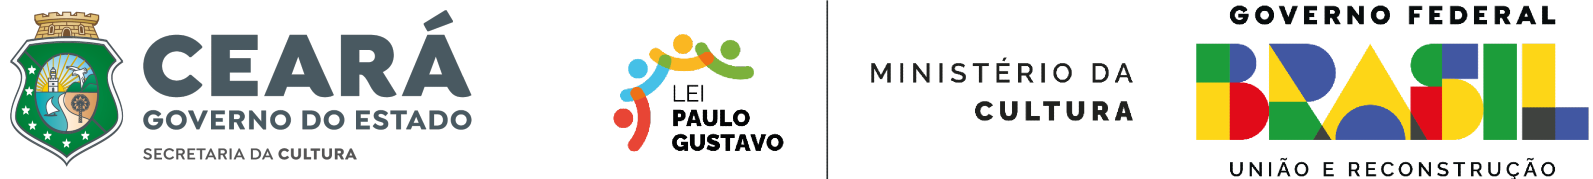 CEARÁ
GOVERNO DO ESTADO
SECRETARIA DA CULTURA
LEI
PAULO
GUSTAVO
MINISTÉRIO DA
CULTURA
GOVERNO FEDERAL
BRASIL
UNIÃO E RECONSTRUÇÃO